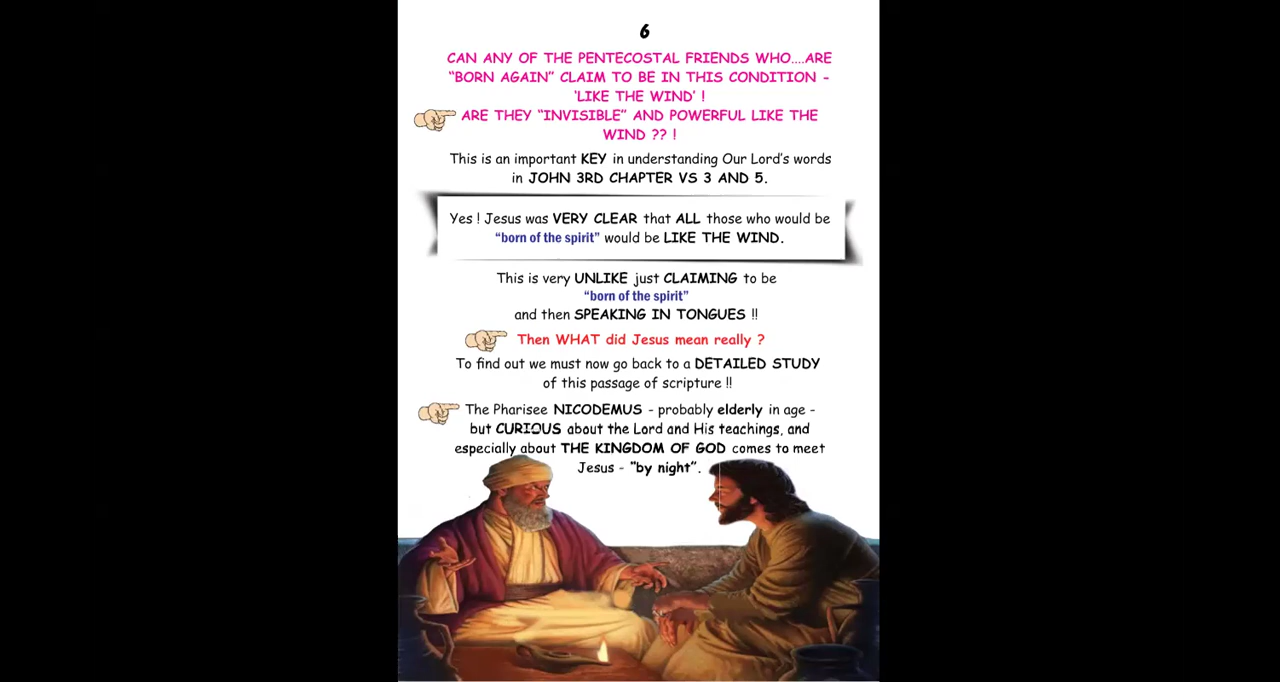 6
CAN ANY OF THE PENTECOSTAL FRIENDS WHO....ARE
“BORN AGAIN” CLAIM TO BE IN THIS CONDITION –
‘LIKE THE WIND’ !
ARE THEY “INVISIBLE” AND POWERFUL LIKE THE
WIND ?? !
This is an important KEY in understanding Our Lord’s words
in JOHN 3RD CHAPTER VS 3 AND 5.
Yes ! Jesus was VERY CLEAR that ALL those who would be
“born of the spirit” would be LIKE THE WIND.
This is very UNLIKE just CLAIMING to be
“born of the spirit”
and then SPEAKING IN TONGUES !!
Then WHAT did Jesus mean really ?
To find out we must now go back to a DETAILED STUDY
of this passage of scripture !!
The Pharisee NICODEMUS - probably elderly in age -
but CURIOUS about the Lord and His teachings, and
especially about THE KINGDOM OF GOD comes to meet
Jesus - “by night”.